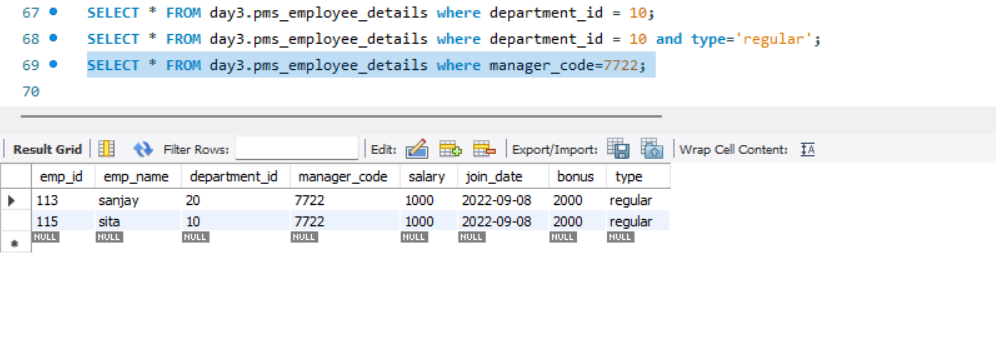 67 SELECT * FROM day3.pms_employee_details where department_id = 10;
68 SELECT * FROM day3.pms_employee_details where department_id = 10 and type='regular';
69 SELECT * FROM day3.pms_employee_details where manager_code=7722;
70
Result Grid Filter Rows: Edit: Export/Import: Wrap Cell Content: IA
emp_id emp_name department_id manager_code salary join_date bonus type
113 sanjay 20 7722 1000 2022-09-08 2000 regular
115 sita 10 7722 1000 2022-09-08 2000 regular
NULL NULL NULL NULL NULL NULL NULL NULL